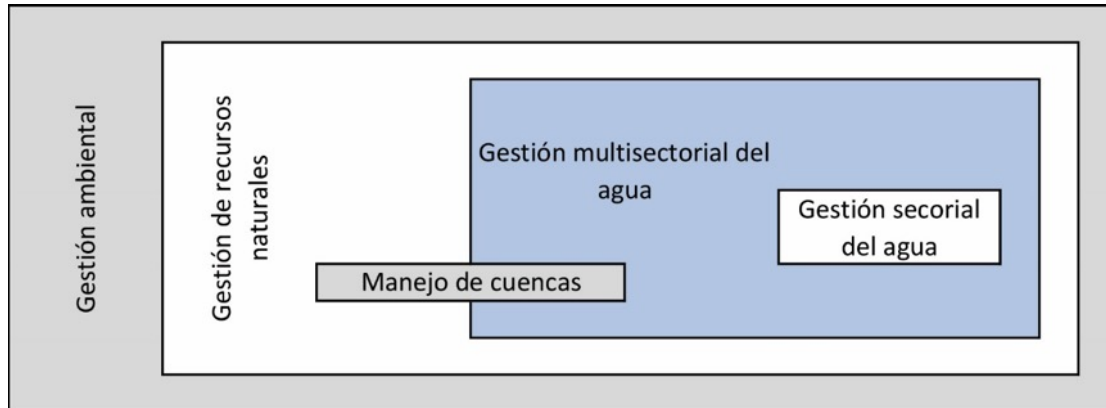 Gestión ambiental
Gestión de recursos
naturales
Gestión multisectorial del
agua
Gestión secorial
del agua
Manejo de cuencas